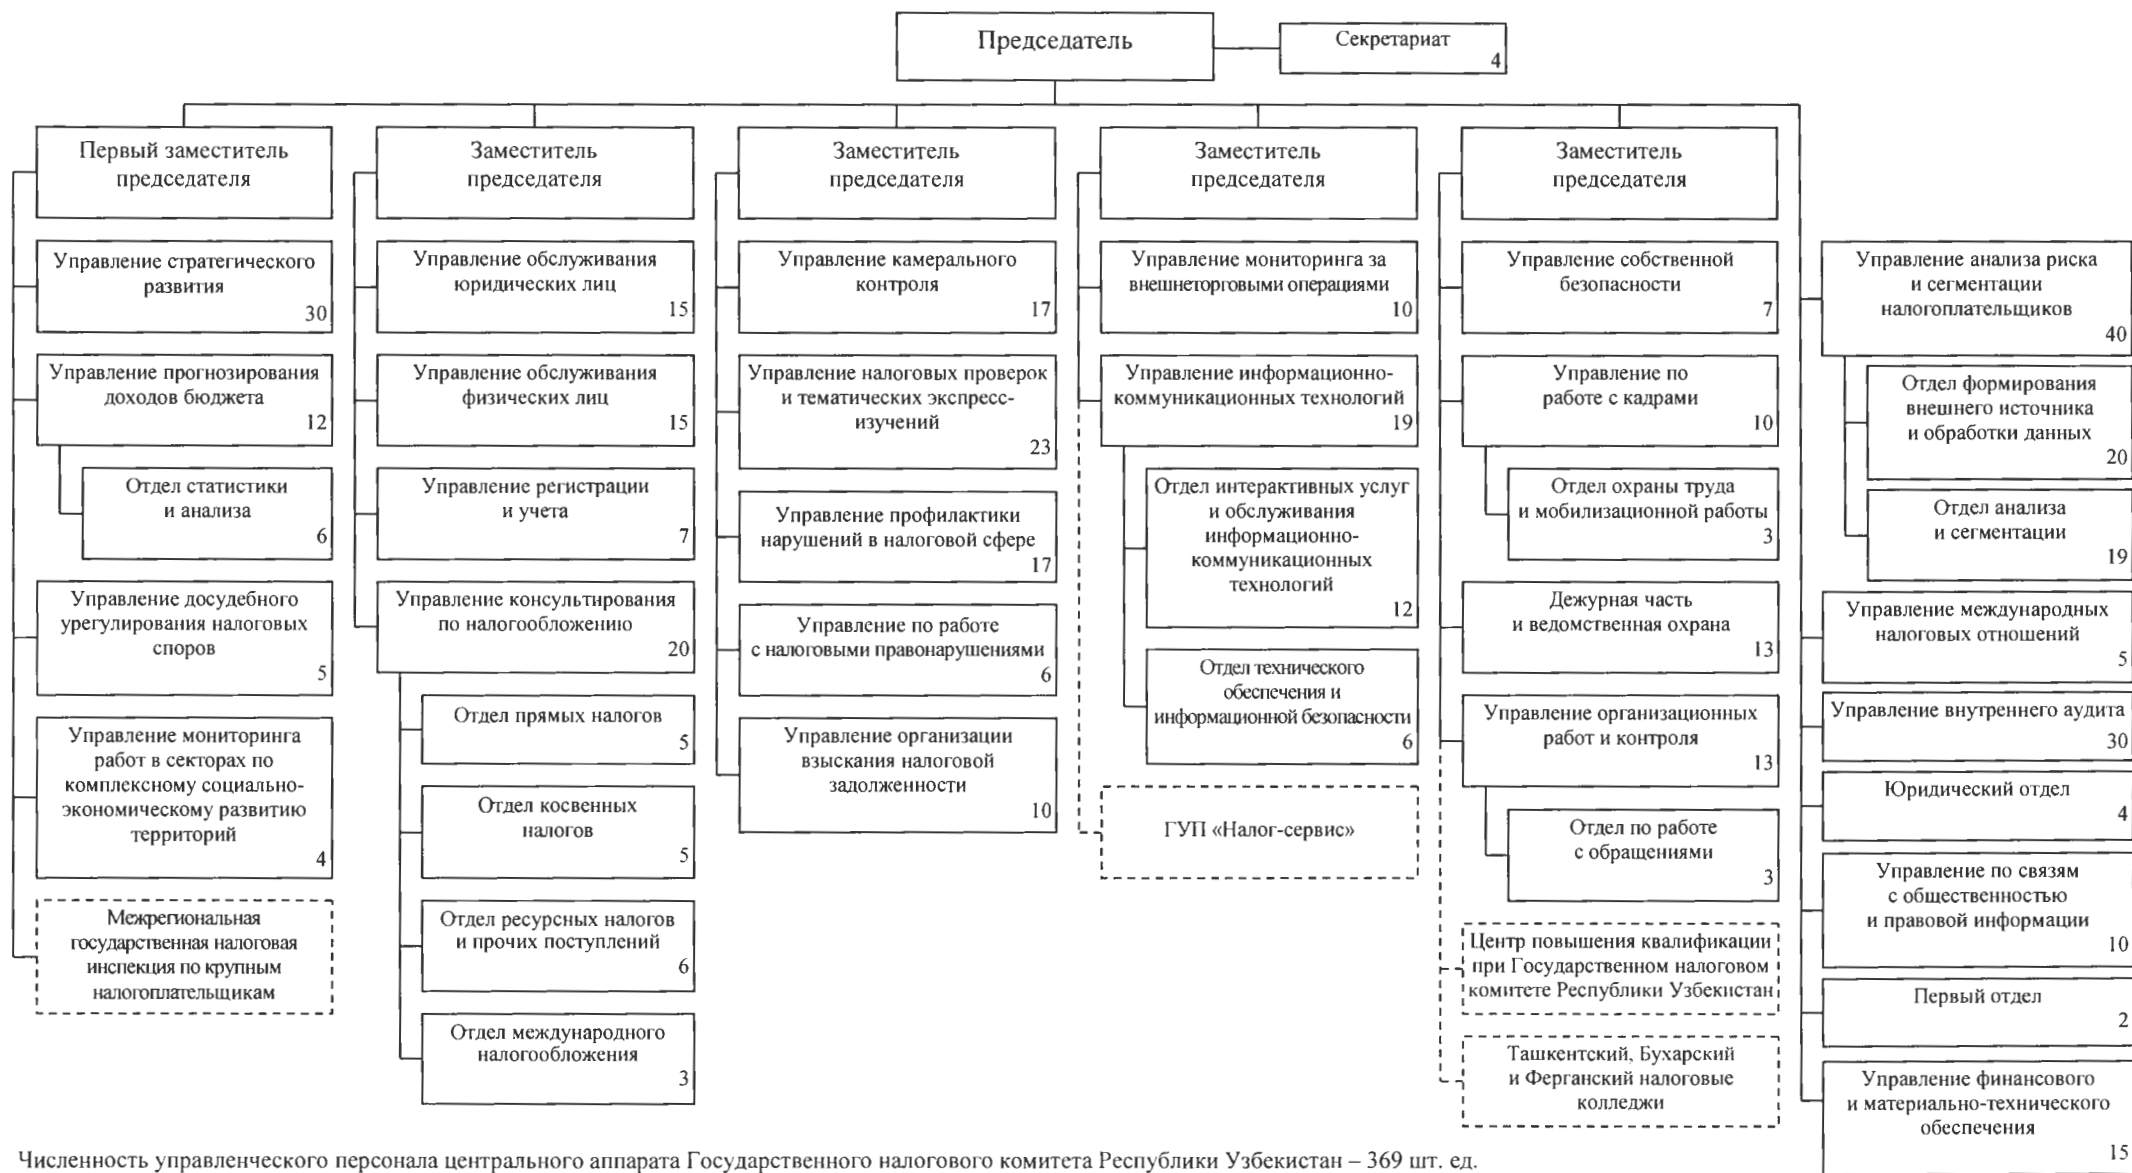 Председатель
Секретариат
4
Первый заместитель
председателя
Управление стратегического
развития
30
Управление прогнозирования
доходов бюджета
12
Отдел статистики
и анализа
6
Управление досудебного
урегулирования налоговых
споров
5
Управление мониторинга
работ в секторах по
комплексному социально-
экономическому развитию
территорий
4
Межрегиональная
государственная налоговая
инспекция по крупным
налогоплательщикам
Заместитель
председателя
Управление обслуживания
юридических лиц
15
Управление обслуживания
физических лиц
15
Управление регистрации
и учета
7
Управление консультирования
по налогообложению
20
Отдел прямых налогов
5
Отдел косвенных
налогов
5
Отдел ресурсных налогов
и прочих поступлений
6
Отдел международного
налогообложения
3
Заместитель
председателя
Управление камерального
контроля
17
Управление налоговых проверок
и тематических экспресс-
изучений
23
Управление профилактики
нарушений в налоговой сфере
17
Управление по работе
с налоговыми правонарушениями
6
Управление организации
взыскания налоговой
задолженности
10
Заместитель
председателя
Управление мониторинга за
внешнеторговыми операциями
10
Управление информационно-
коммуникационных технологий
19
Отдел интерактивных услуг
и обслуживания
информационно-
коммуникационных
технологий
12
Отдел технического
обеспечения и
информационной безопасности
6
ГУП «Налог-сервис»
Заместитель
председателя
Управление собственной
безопасности
7
Управление по
работе с кадрами
10
Отдел охраны труда
и мобилизационной работы
3
Дежурная часть
и ведомственная охрана
13
Управление организационных
работ и контроля
13
Отдел по работе
с обращениями
3
Центр повышения квалификации
при Государственном налоговом
комитете Республики Узбекистан
Ташкентский, Бухарский
и Ферганский налоговые
колледжи
Управление анализа риска
и сегментации
налогоплательщиков
40
Отдел формирования
внешнего источника
и обработки данных
20
Отдел анализа
и сегментации
19
Управление международных
налоговых отношений
5
Управление внутреннего аудита
30
Юридический отдел
4
Управление по связям
с общественностью
и правовой информации
10
Первый отдел
2
Управление финансового
и материально-технического
обеспечения
15
Численность управленческого персонала центрального аппарата Государственного налогового комитета Республики Узбекистан – 369 шт. ед.